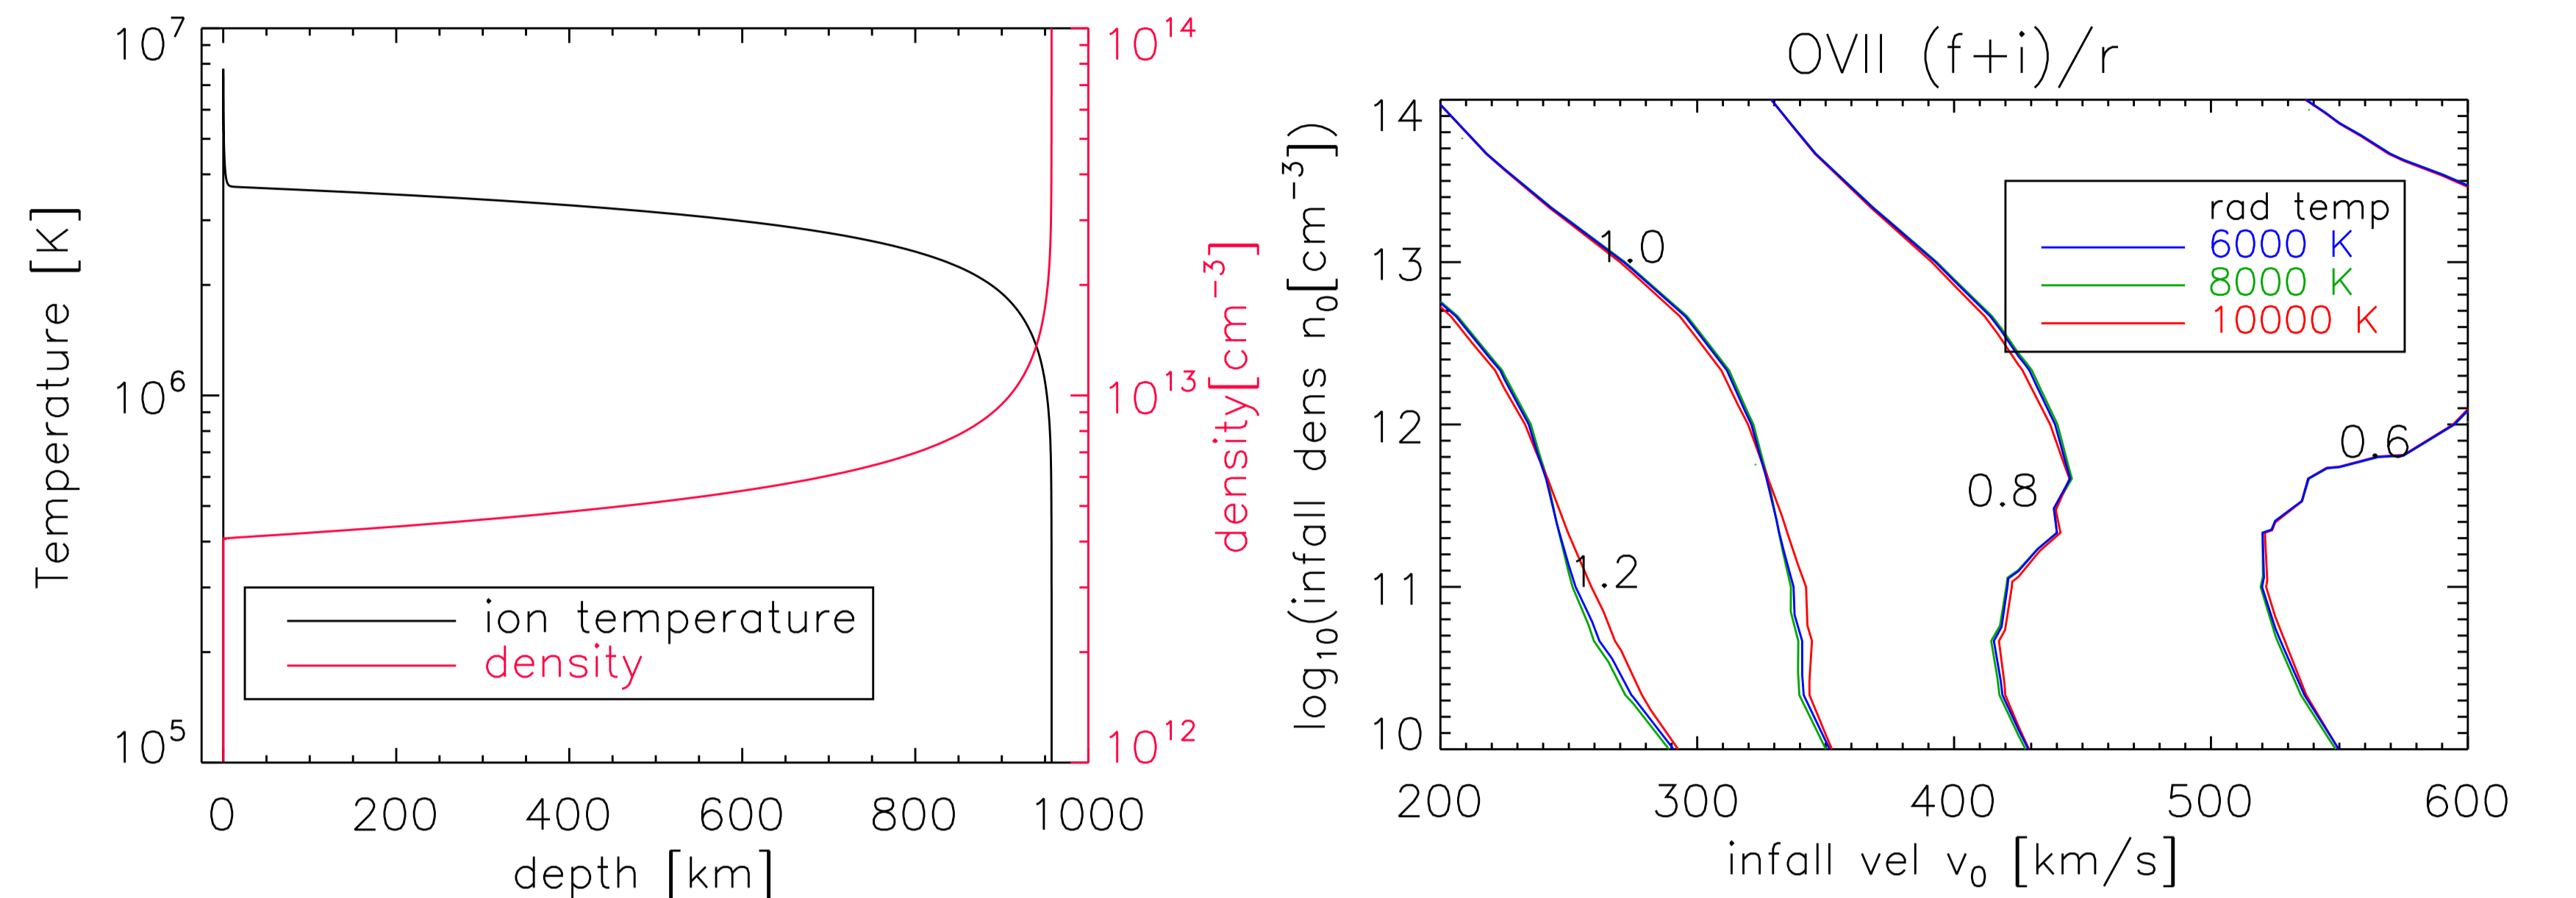 10^7
10^6
10^5
Temperature [K]
0 200 400 600 800 1000
depth [km]
10^14
10^13
10^12
density[cm^-3]
ion temperature
density
OVII (f+i)/r
14
13
12
11
10
log_10(infall dens n_0[cm^-3])
200 300 400 500 600
infall vel v_0 [km/s]
rad temp
6000 K
8000 K
10000 K
1.0
0.6
0.8
1.2